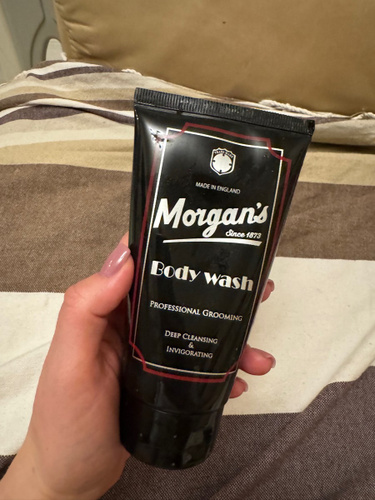 MADE IN ENGLAND
Morgan's
Since 1873
Body wash
PROFESSIONAL GROOMING
DEEP CLEANSING
&
INVIGORATING